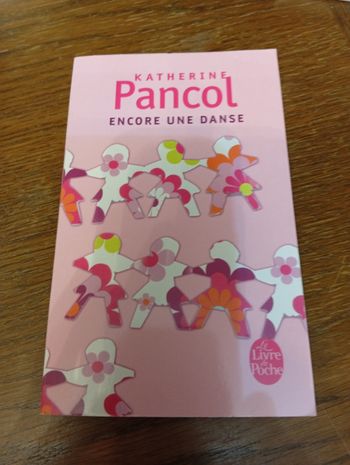 KATHERINE
Pancol
ENCORE UNE DANSE
Le
Livre
de
Poche